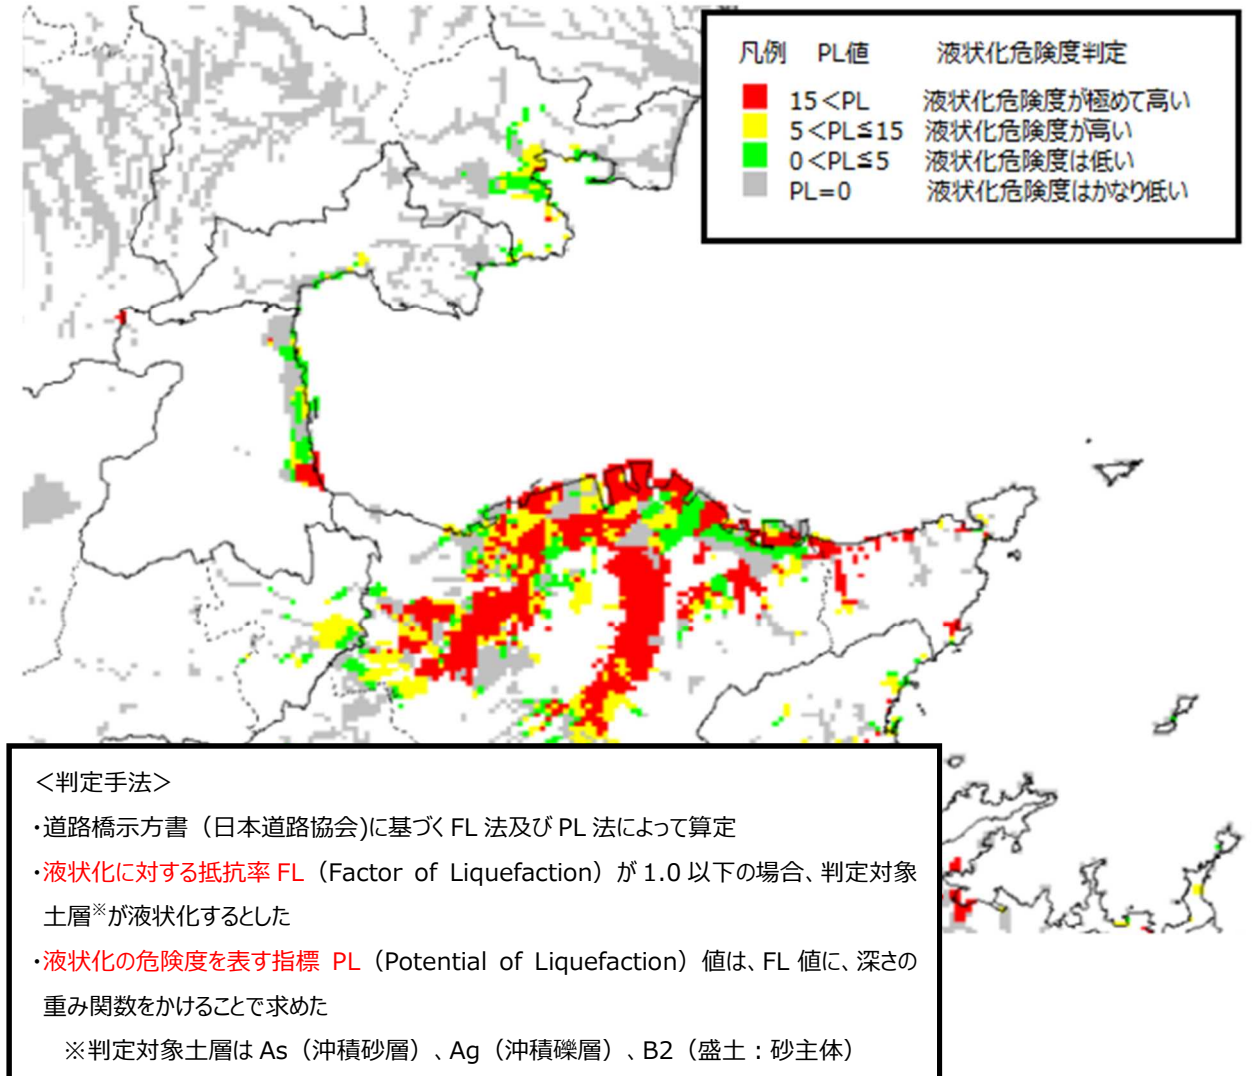 凡例 PL値 液状化危険度判定
15＜PL 液状化危険度が極めて高い
5＜PL≦15 液状化危険度が高い
0＜PL≦5 液状化危険度は低い
PL=0 液状化危険度はかなり低い
＜判定手法＞
・道路橋示方書（日本道路協会)に基づく FL 法及び PL 法によって算定
・液状化に対する抵抗率 FL（Factor of Liquefaction）が 1.0 以下の場合、判定対象
土層※が液状化するとした
・液状化の危険度を表す指標 PL（Potential of Liquefaction）値は、FL 値に、深さの
重み関数をかけることで求めた
※判定対象土層は As（沖積砂層）、Ag（沖積礫層）、B2（盛土：砂主体）